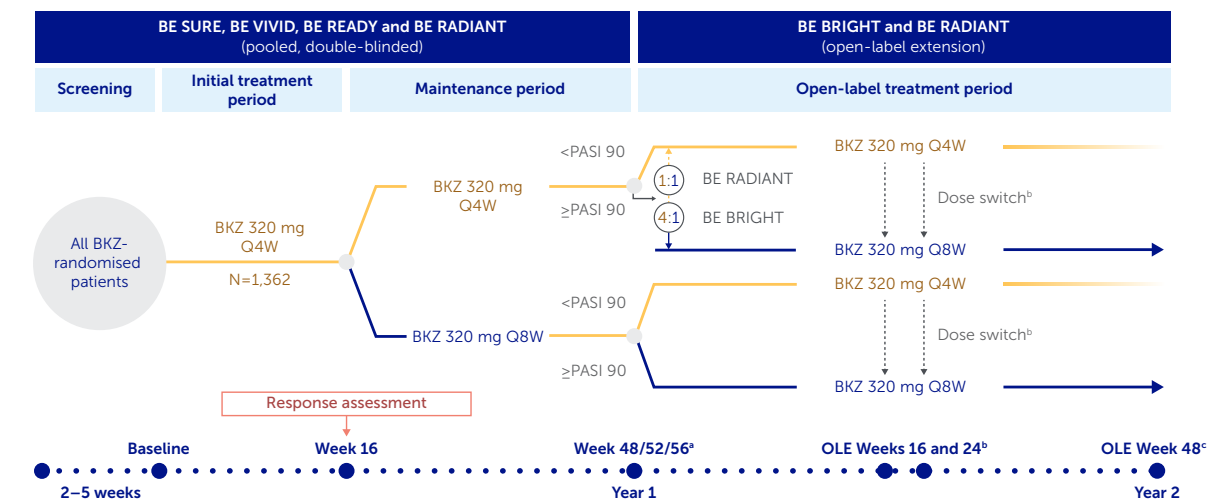 BE SURE, BE VIVID, BE READY and BE RADIANT
(pooled, double-blinded)
BE BRIGHT and BE RADIANT
(open-label extension)
Screening
Initial treatment
period
Maintenance period
Open-label treatment period
All BKZ-
randomised
patients
BKZ 320 mg
Q4W
N=1,362
BKZ 320 mg
Q4W
<PASI 90
≥PASI 90
1:1
BE RADIANT
4:1
BE BRIGHT
BKZ 320 mg Q4W
Dose switchᵇ
BKZ 320 mg Q8W
BKZ 320 mg Q8W
<PASI 90
≥PASI 90
BKZ 320 mg Q4W
Dose switchᵇ
BKZ 320 mg Q8W
Response assessment
Baseline
Week 16
Week 48/52/56ᵃ
OLE Weeks 16 and 24ᵇ
OLE Week 48ᶜ
2–5 weeks
Year 1
Year 2